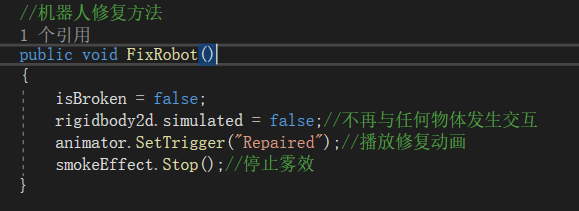 //机器人修复方法
1 个引用
public void FixRobot()
{
isBroken = false;
rigidbody2d.simulated = false;//不再与任何物体发生交互
animator.SetTrigger("Repaired");//播放修复动画
smokeEffect.Stop();//停止雾效
}